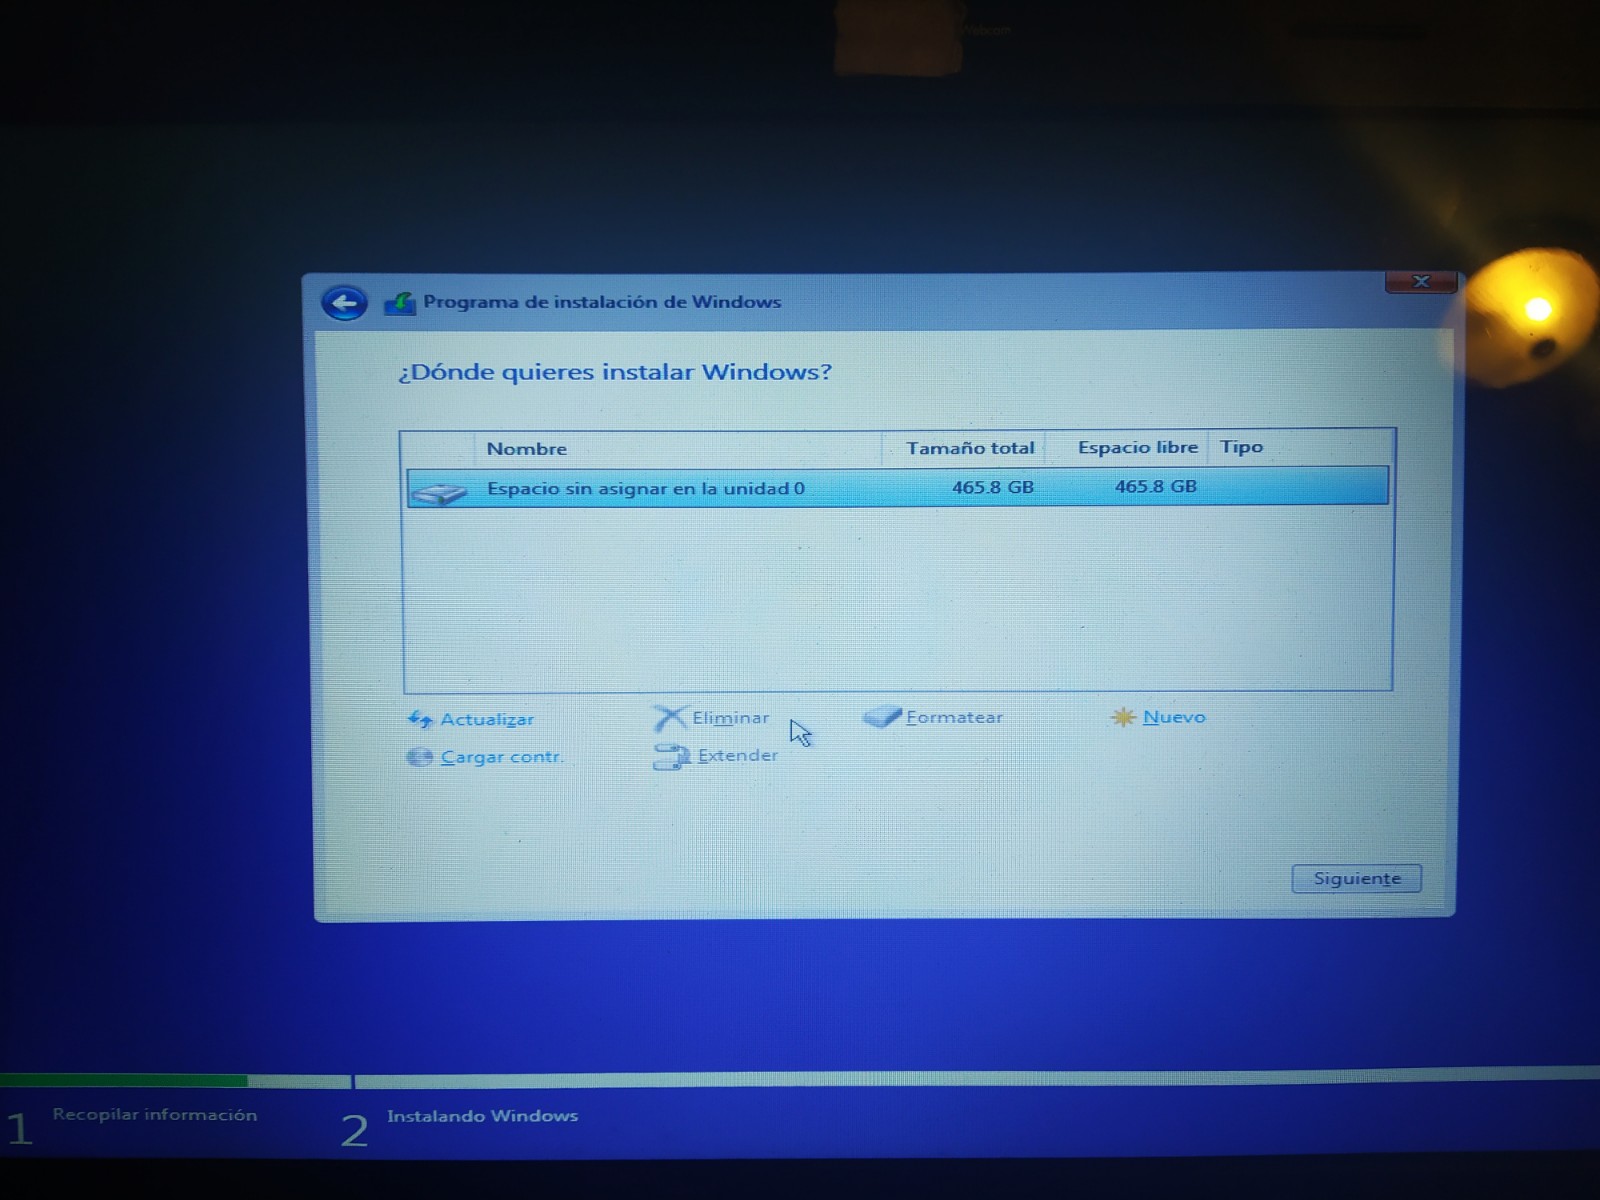 Webcam
Programa de instalación de Windows
¿Dónde quieres instalar Windows?
Nombre Tamaño total Espacio libre Tipo
Espacio sin asignar en la unidad 0 465.8 GB 465.8 GB
Actualizar Eliminar Formatear Nuevo
Cargar contr. Extender
Siguiente
1 Recopilar información 2 Instalando Windows